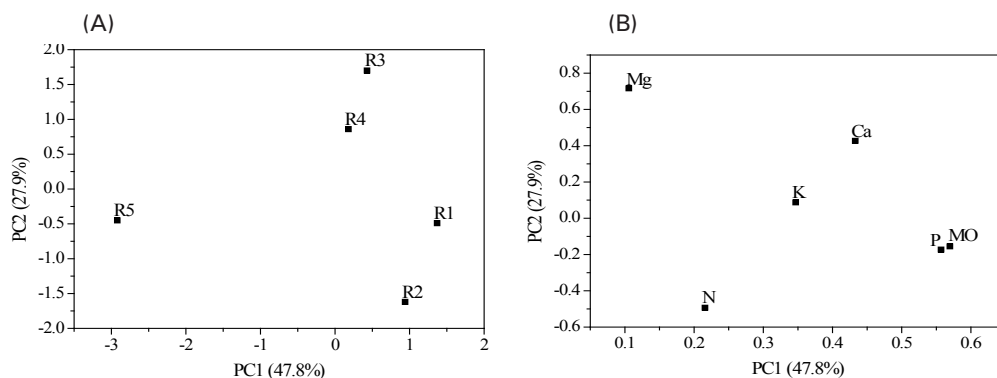 (A)
2.0
1.5
1.0
0.5
0.0
-0.5
-1.0
-1.5
-2.0
PC2 (27.9%)
R3
R4
R5
R1
R2
-3
-2
-1
0
1
2
PC1 (47.8%)
(B)
0.8
0.6
0.4
0.2
0.0
-0.2
-0.4
-0.6
PC2 (27.9%)
Mg
Ca
K
P
MO
N
0.1
0.2
0.3
0.4
0.5
0.6
PC1 (47.8%)